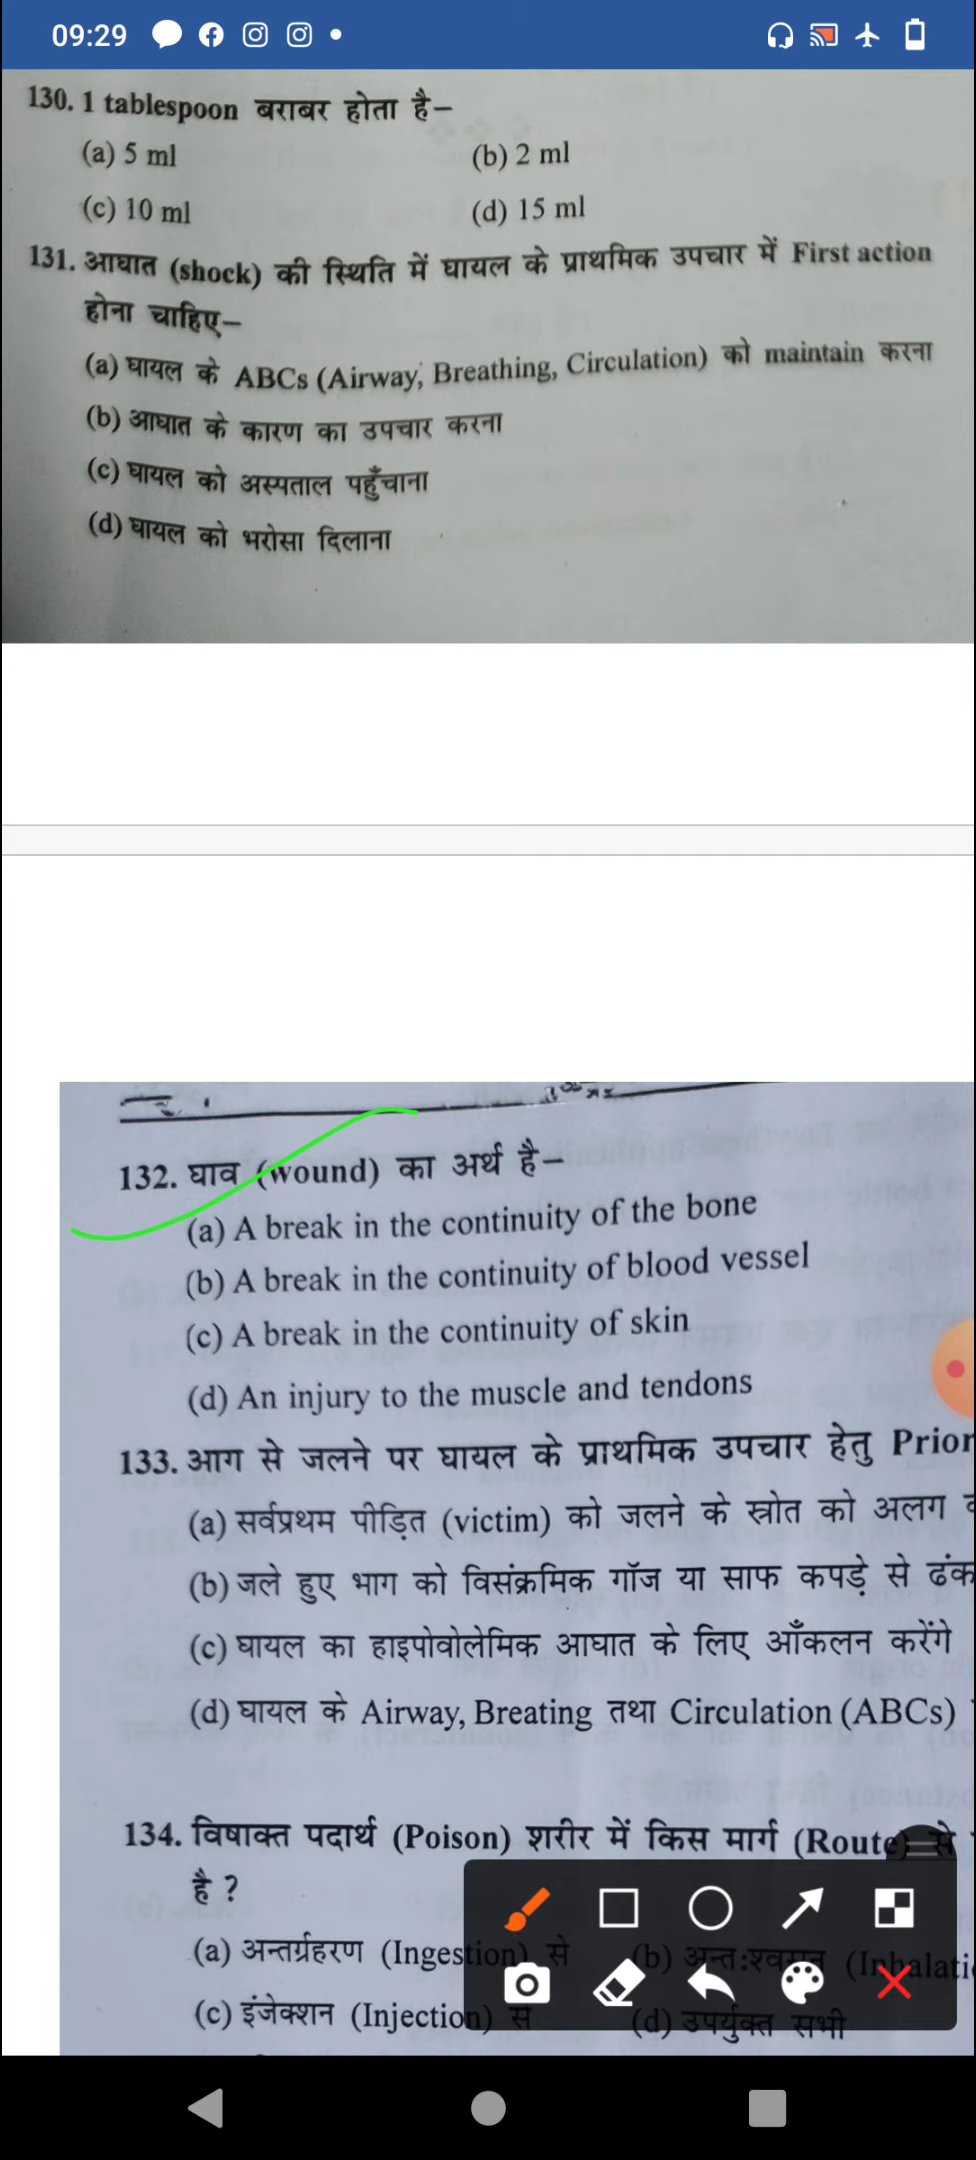 09:29
130. 1 tablespoon बराबर होता है–
(a) 5 ml (b) 2 ml
(c) 10 ml (d) 15 ml
131. आघात (shock) की स्थिति में घायल के प्राथमिक उपचार में First action
होना चाहिए–
(a) घायल के ABCs (Airway, Breathing, Circulation) को maintain करना
(b) आघात के कारण का उपचार करना
(c) घायल को अस्पताल पहुँचाना
(d) घायल को भरोसा दिलाना
132. घाव (wound) का अर्थ है–
(a) A break in the continuity of the bone
(b) A break in the continuity of blood vessel
(c) A break in the continuity of skin
(d) An injury to the muscle and tendons
133. आग से जलने पर घायल के प्राथमिक उपचार हेतु Prior
(a) सर्वप्रथम पीड़ित (victim) को जलने के स्रोत को अलग
(b) जले हुए भाग को विसंक्रमिक गॉज या साफ कपड़े से ढंक
(c) घायल का हाइपोवोलेमिक आघात के लिए आँकलन करेंगे
(d) घायल के Airway, Breating तथा Circulation (ABCs)
134. विषाक्त पदार्थ (Poison) शरीर में किस मार्ग (Route) से
है ?
(a) अन्तर्ग्रहरण (Ingestion) से (b) अन्तःश्वसन (Inhalati
(c) इंजेक्शन (Injection) से (d) उपर्युक्त सभी